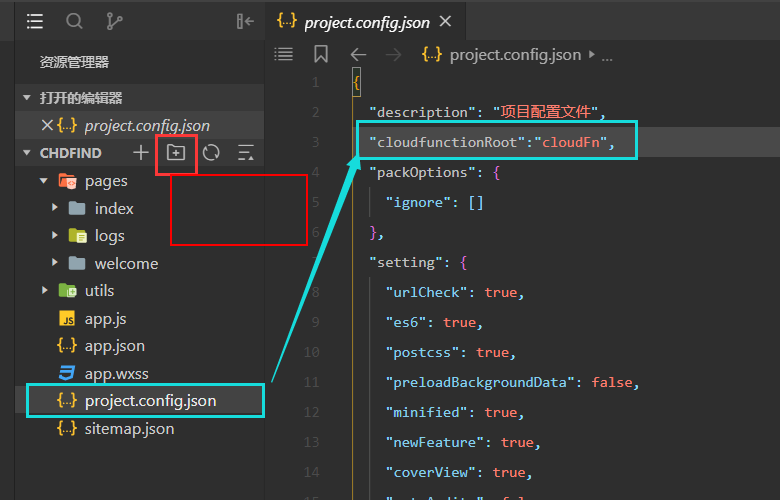 project.config.json
资源管理器
project.config.json ...
打开的编辑器
project.config.json
CHDFIND
pages
index
logs
welcome
utils
app.js
app.json
app.wxss
project.config.json
sitemap.json
1 {
2 "description": "项目配置文件",
3 "cloudfunctionRoot":"cloudFn",
4 "packOptions": {
5 "ignore": []
6 },
7 "setting": {
8 "urlCheck": true,
9 "es6": true,
10 "postcss": true,
11 "preloadBackgroundData": false,
12 "minified": true,
13 "newFeature": true,
14 "coverView": true,